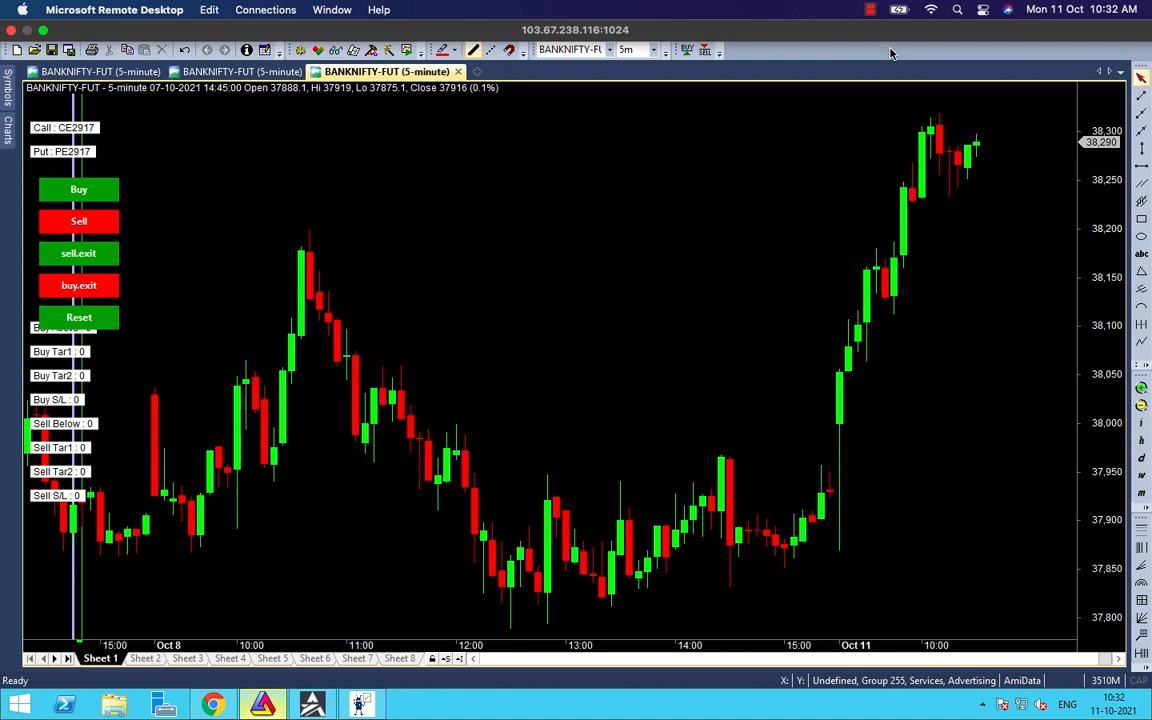 Microsoft Remote Desktop Edit Connections Window Help Mon 11 Oct 10:32 AM
103.67.238.116:1024
BANKNIFTY-FU 5m BUY SELL
BANKNIFTY-FUT (5-minute) BANKNIFTY-FUT (5-minute) BANKNIFTY-FUT (5-minute)
BANKNIFTY-FUT - 5-minute 07-10-2021 14:45:00 Open 37888.1, Hi 37919, Lo 37875.1, Close 37916 (0.1%)
Symbols
Charts
Call : CE2917
Put : PE2917
Buy
Sell
sell.exit
buy.exit
Reset
Buy Tar1 : 0
Buy Tar2 : 0
Buy S/L : 0
Sell Below : 0
Sell Tar1 : 0
Sell Tar2 : 0
Sell S/L : 0
38,300
38,290
38,250
38,200
38,150
38,100
38,050
38,000
37,950
37,900
37,850
37,800
abc
i
h
d
w
m
15:00 Oct 8 10:00 11:00 12:00 13:00 14:00 15:00 Oct 11 10:00
Sheet 1 Sheet 2 Sheet 3 Sheet 4 Sheet 5 Sheet 6 Sheet 7 Sheet 8
Ready X: Y: Undefined, Group 255, Services, Advertising AmiData 3510M CAP
ENG 10:32
11-10-2021